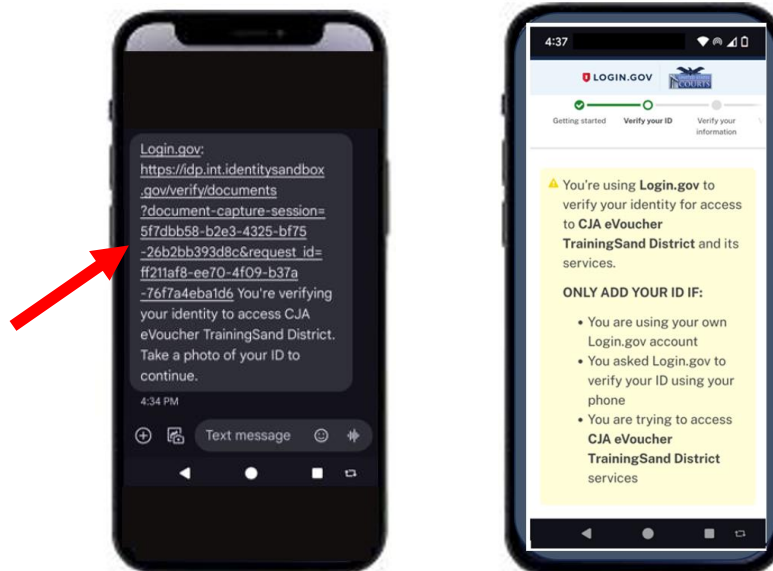 Login.gov:
https://idp.int.identitysandbox
.gov/verify/documents
?document-capture-session=
5f7dbb58-b2e3-4325-bf75
-26b2bb393d8c&request_id=
ff211af8-ee70-4f09-b37a
-76f7a4eba1d6 You're verifying
your identity to access CJA
eVoucher TrainingSand District.
Take a photo of your ID to
continue.
4:34 PM
Text message
4:37
LOGIN.GOV
COURTS
Getting started Verify your ID Verify your
information
You're using Login.gov to
verify your identity for access
to CJA eVoucher
TrainingSand District and its
services.
ONLY ADD YOUR ID IF:
• You are using your own
Login.gov account
• You asked Login.gov to
verify your ID using your
phone
• You are trying to access
CJA eVoucher
TrainingSand District
services